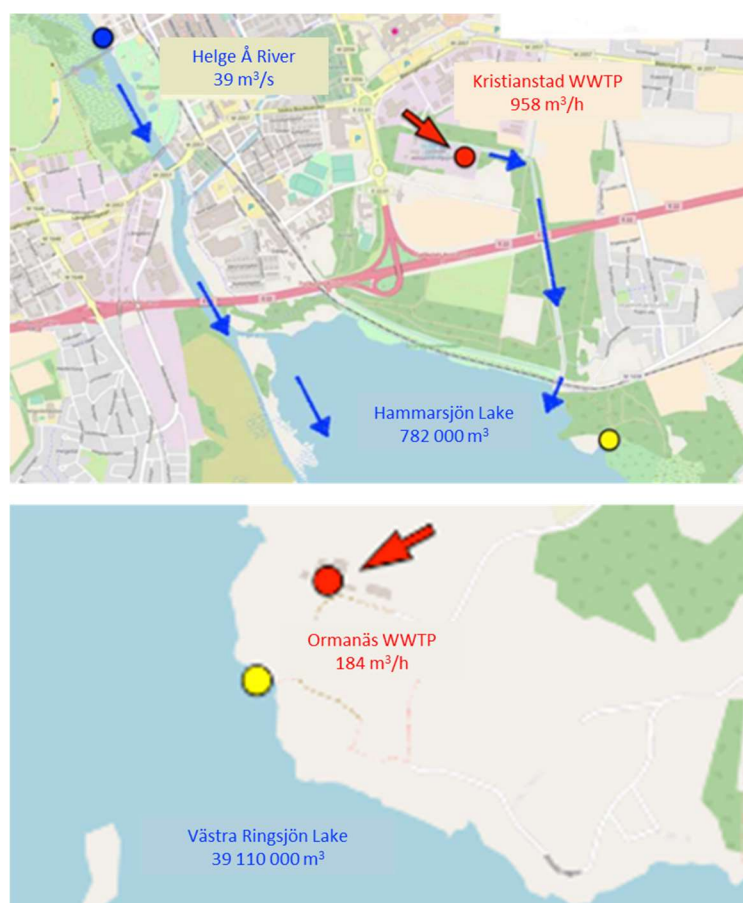 Helge Å River
39 m³/s
Kristianstad WWTP
958 m³/h
Hammarsjön Lake
782 000 m³
Ormanäs WWTP
184 m³/h
Västra Ringsjön Lake
39 110 000 m³